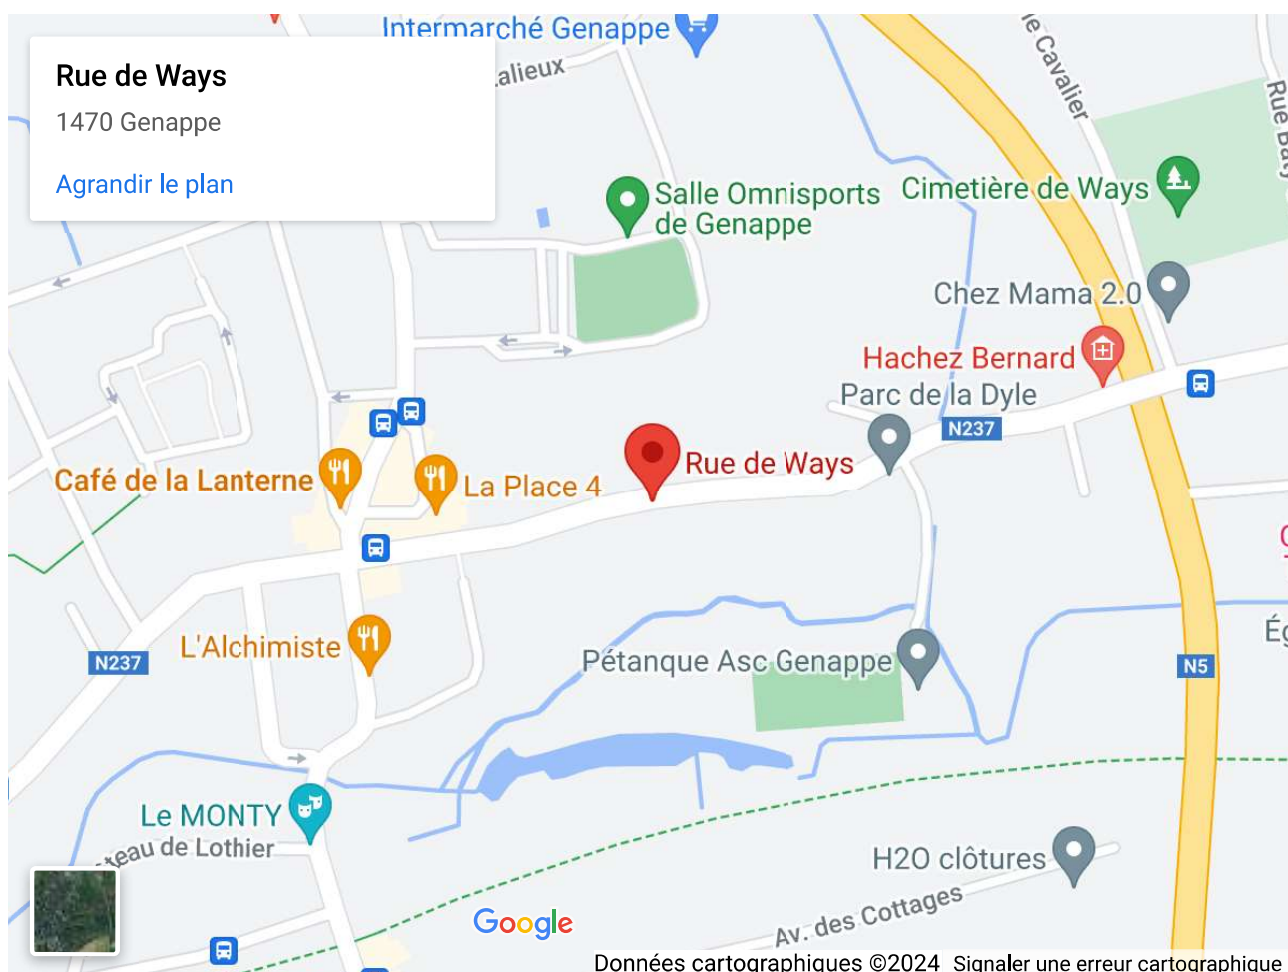 Intermarché Genappe
Rue de Ways
1470 Genappe
Agrandir le plan
Salle Omnisports
de Genappe
Cimetière de Ways
Chez Mama 2.0
Hachez Bernard
Parc de la Dyle
N237
Rue de Ways
Café de la Lanterne
La Place 4
L'Alchimiste
N237
Pétanque Asc Genappe
N5
Le MONTY
teau de Lothier
H2O clôtures
Av. des Cottages
Google
Données cartographiques ©2024
Signaler une erreur cartographique